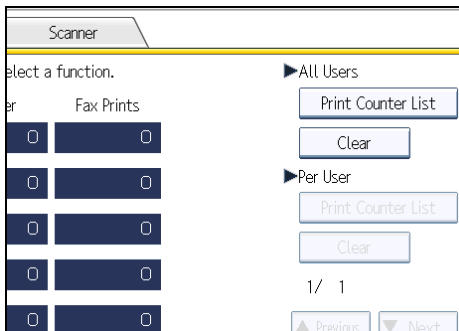 Scanner
elect a function.
er Fax Prints
0 0
0 0
0 0
0 0
0 0
▶All Users
Print Counter List
Clear
▶Per User
Print Counter List
Clear
1/ 1
▲ Previous ▼ Next